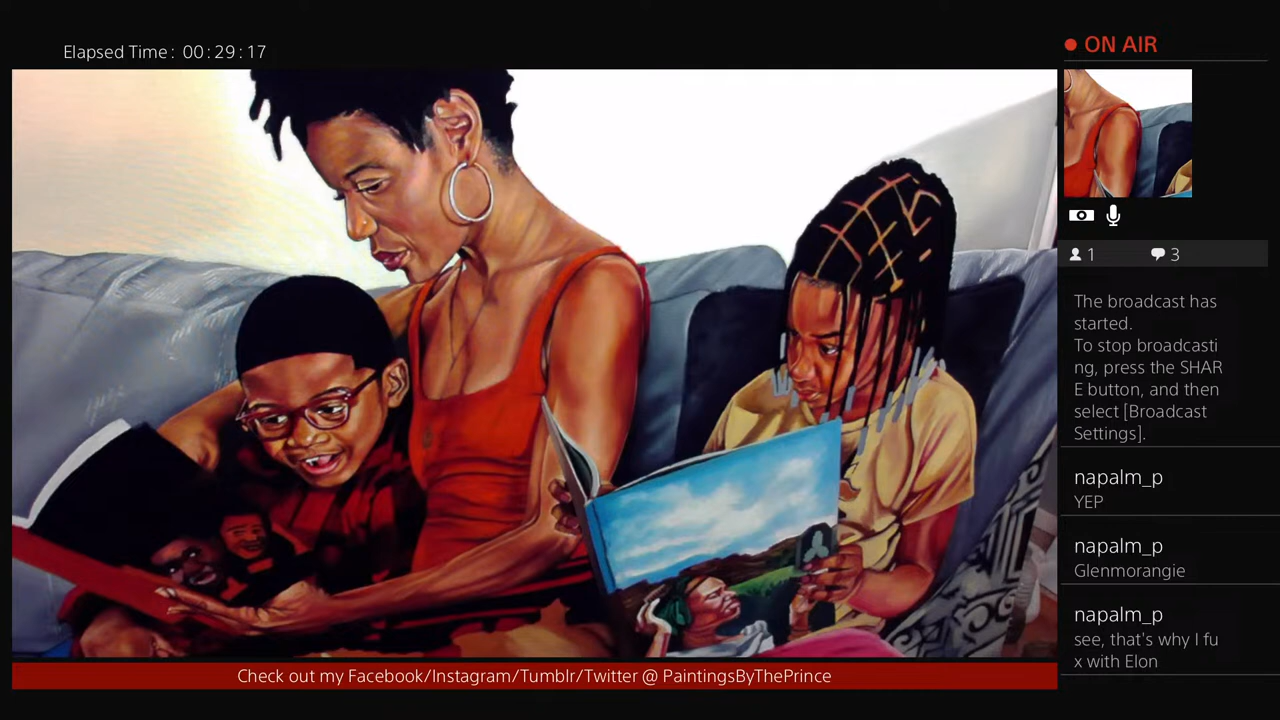 Elapsed Time: 00:29:17
ON AIR
1
3
The broadcast has
started.
To stop broadcasti
ng, press the SHAR
E button, and then
select [Broadcast
Settings].
napalm_p
YEP
napalm_p
Glenmorangie
napalm_p
see, that's why I fu
x with Elon
Check out my Facebook/Instagram/Tumblr/Twitter @ PaintingsByThePrince